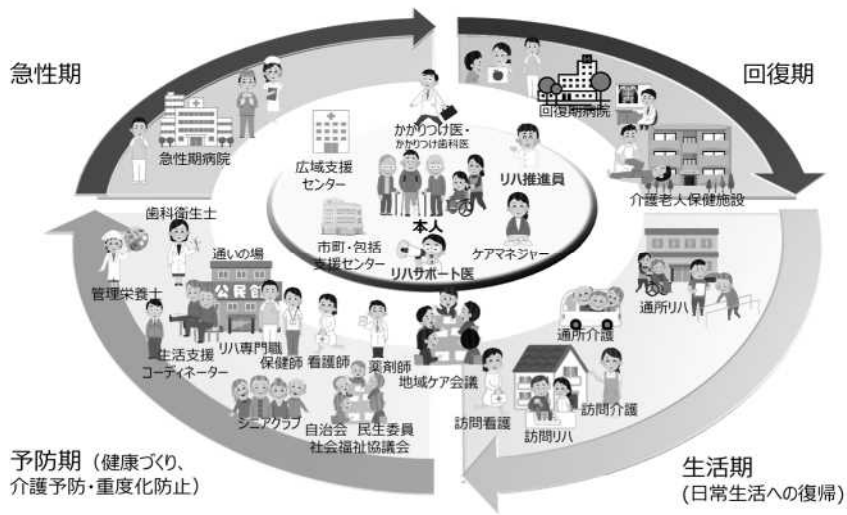 急性期
回復期
急性期病院
回復期病院
介護老人保健施設
かかりつけ医・
かかりつけ歯科医
広域支援
センター
リハ推進員
本人
市町・包括
支援センター
ケアマネジャー
リハサポート医
歯科衛生士
管理栄養士
通いの場
公民館
生活支援
コーディネーター
リハ専門職
保健師
看護師
薬剤師
地域ケア会議
シニアクラブ
自治会 民生委員
社会福祉協議会
通所リハ
通所介護
訪問看護
訪問リハ
訪問介護
予防期（健康づくり、
介護予防・重度化防止）
生活期
(日常生活への復帰)